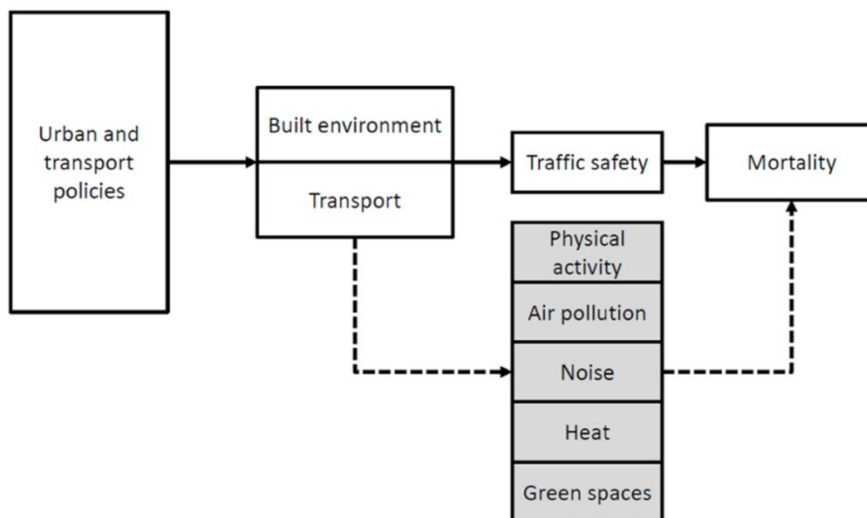 Urban and
transport
policies
Built environment
Transport
Traffic safety
Mortality
Physical
activity
Air pollution
Noise
Heat
Green spaces